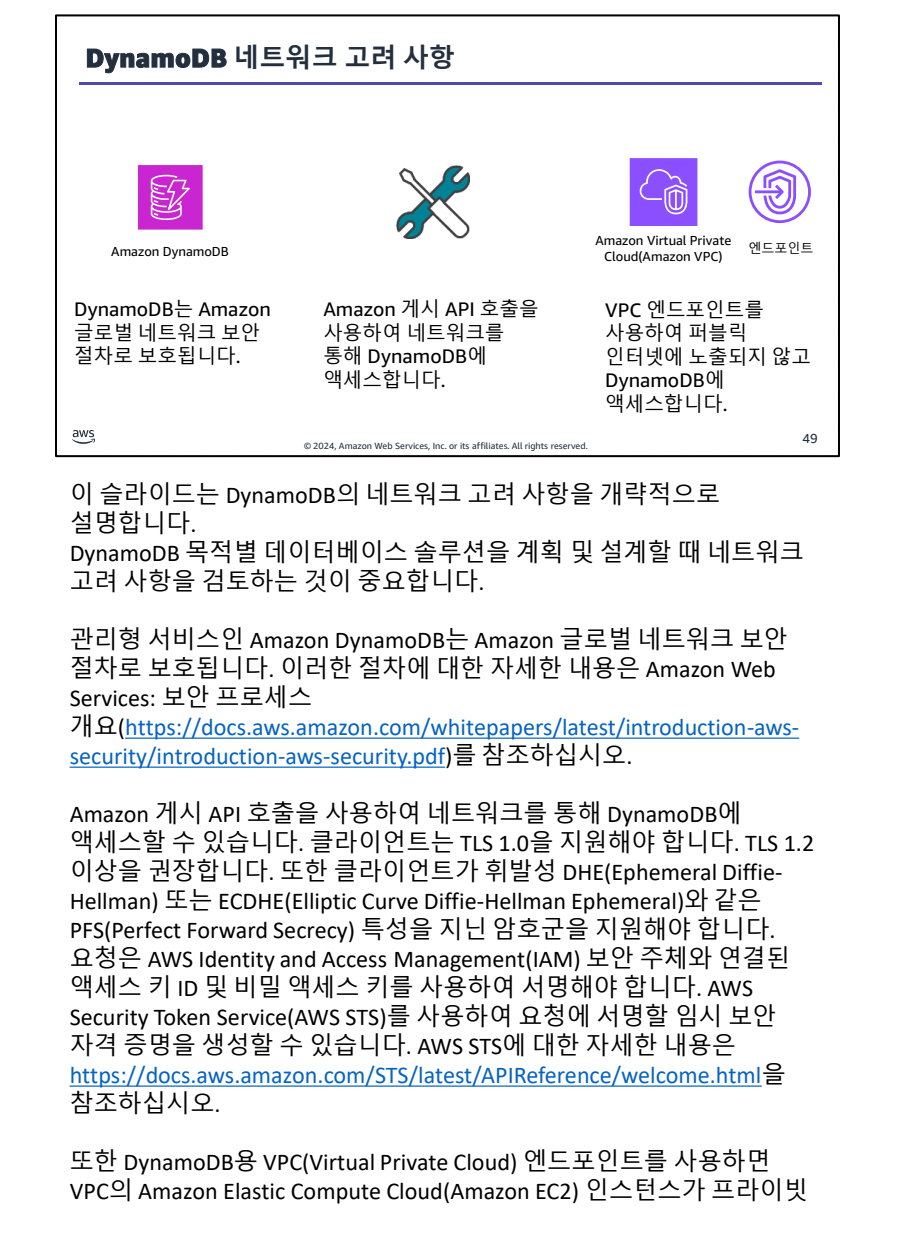 DynamoDB 네트워크 고려 사항
Amazon DynamoDB
Amazon Virtual Private
Cloud(Amazon VPC)
엔드포인트
DynamoDB는 Amazon
글로벌 네트워크 보안
절차로 보호됩니다.
Amazon 게시 API 호출을
사용하여 네트워크를
통해 DynamoDB에
액세스합니다.
VPC 엔드포인트를
사용하여 퍼블릭
인터넷에 노출되지 않고
DynamoDB에
액세스합니다.
aws
© 2024, Amazon Web Services, Inc. or its affiliates. All rights reserved.
49
이 슬라이드는 DynamoDB의 네트워크 고려 사항을 개략적으로
설명합니다.
DynamoDB 목적별 데이터베이스 솔루션을 계획 및 설계할 때 네트워크
고려 사항을 검토하는 것이 중요합니다.
관리형 서비스인 Amazon DynamoDB는 Amazon 글로벌 네트워크 보안
절차로 보호됩니다. 이러한 절차에 대한 자세한 내용은 Amazon Web
Services: 보안 프로세스
개요(https://docs.aws.amazon.com/whitepapers/latest/introduction-aws-
security/introduction-aws-security.pdf)를 참조하십시오.
Amazon 게시 API 호출을 사용하여 네트워크를 통해 DynamoDB에
액세스할 수 있습니다. 클라이언트는 TLS 1.0을 지원해야 합니다. TLS 1.2
이상을 권장합니다. 또한 클라이언트가 휘발성 DHE(Ephemeral Diffie-
Hellman) 또는 ECDHE(Elliptic Curve Diffie-Hellman Ephemeral)와 같은
PFS(Perfect Forward Secrecy) 특성을 지닌 암호군을 지원해야 합니다.
요청은 AWS Identity and Access Management(IAM) 보안 주체와 연결된
액세스 키 ID 및 비밀 액세스 키를 사용하여 서명해야 합니다. AWS
Security Token Service(AWS STS)를 사용하여 요청에 서명할 임시 보안
자격 증명을 생성할 수 있습니다. AWS STS에 대한 자세한 내용은
https://docs.aws.amazon.com/STS/latest/APIReference/welcome.html을
참조하십시오.
또한 DynamoDB용 VPC(Virtual Private Cloud) 엔드포인트를 사용하면
VPC의 Amazon Elastic Compute Cloud(Amazon EC2) 인스턴스가 프라이빗